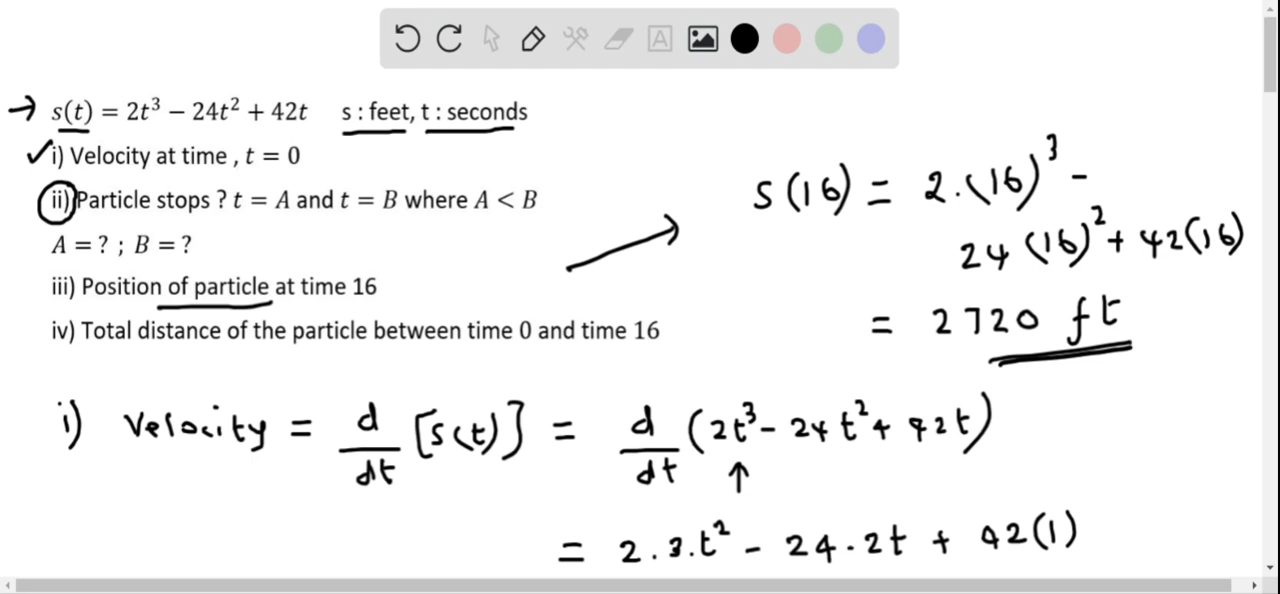 → s(t) = 2t³ − 24t² + 42t s : feet, t : seconds
✓i) Velocity at time , t = 0
ii) Particle stops ? t = A and t = B where A < B
A = ? ; B = ?
iii) Position of particle at time 16
iv) Total distance of the particle between time 0 and time 16
s(16) = 2.(16)³ -
24(16)² + 42(16)
= 2720 ft
i) Velocity = d/dt [s(t)] = d/dt (2t³ - 24t² + 42t)
= 2.3.t² - 24.2t + 42(1)